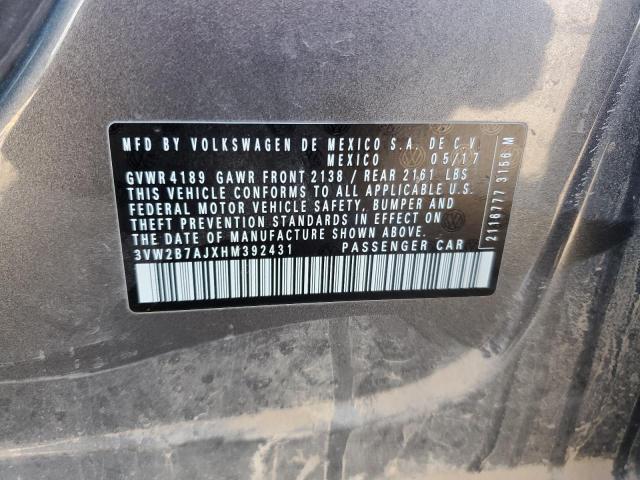 MFD BY VOLKSWAGEN DE MEXICO S.A. DE C.V.
MEXICO 05/17
GVWR 4189 GAWR FRONT 2138 / REAR 2161 LBS
THIS VEHICLE CONFORMS TO ALL APPLICABLE U.S.
FEDERAL MOTOR VEHICLE SAFETY, BUMPER AND
THEFT PREVENTION STANDARDS IN EFFECT ON
THE DATE OF MANUFACTURE SHOWN ABOVE.
3VW2B7AJXHM392431 PASSENGER CAR
2116777 3156 M